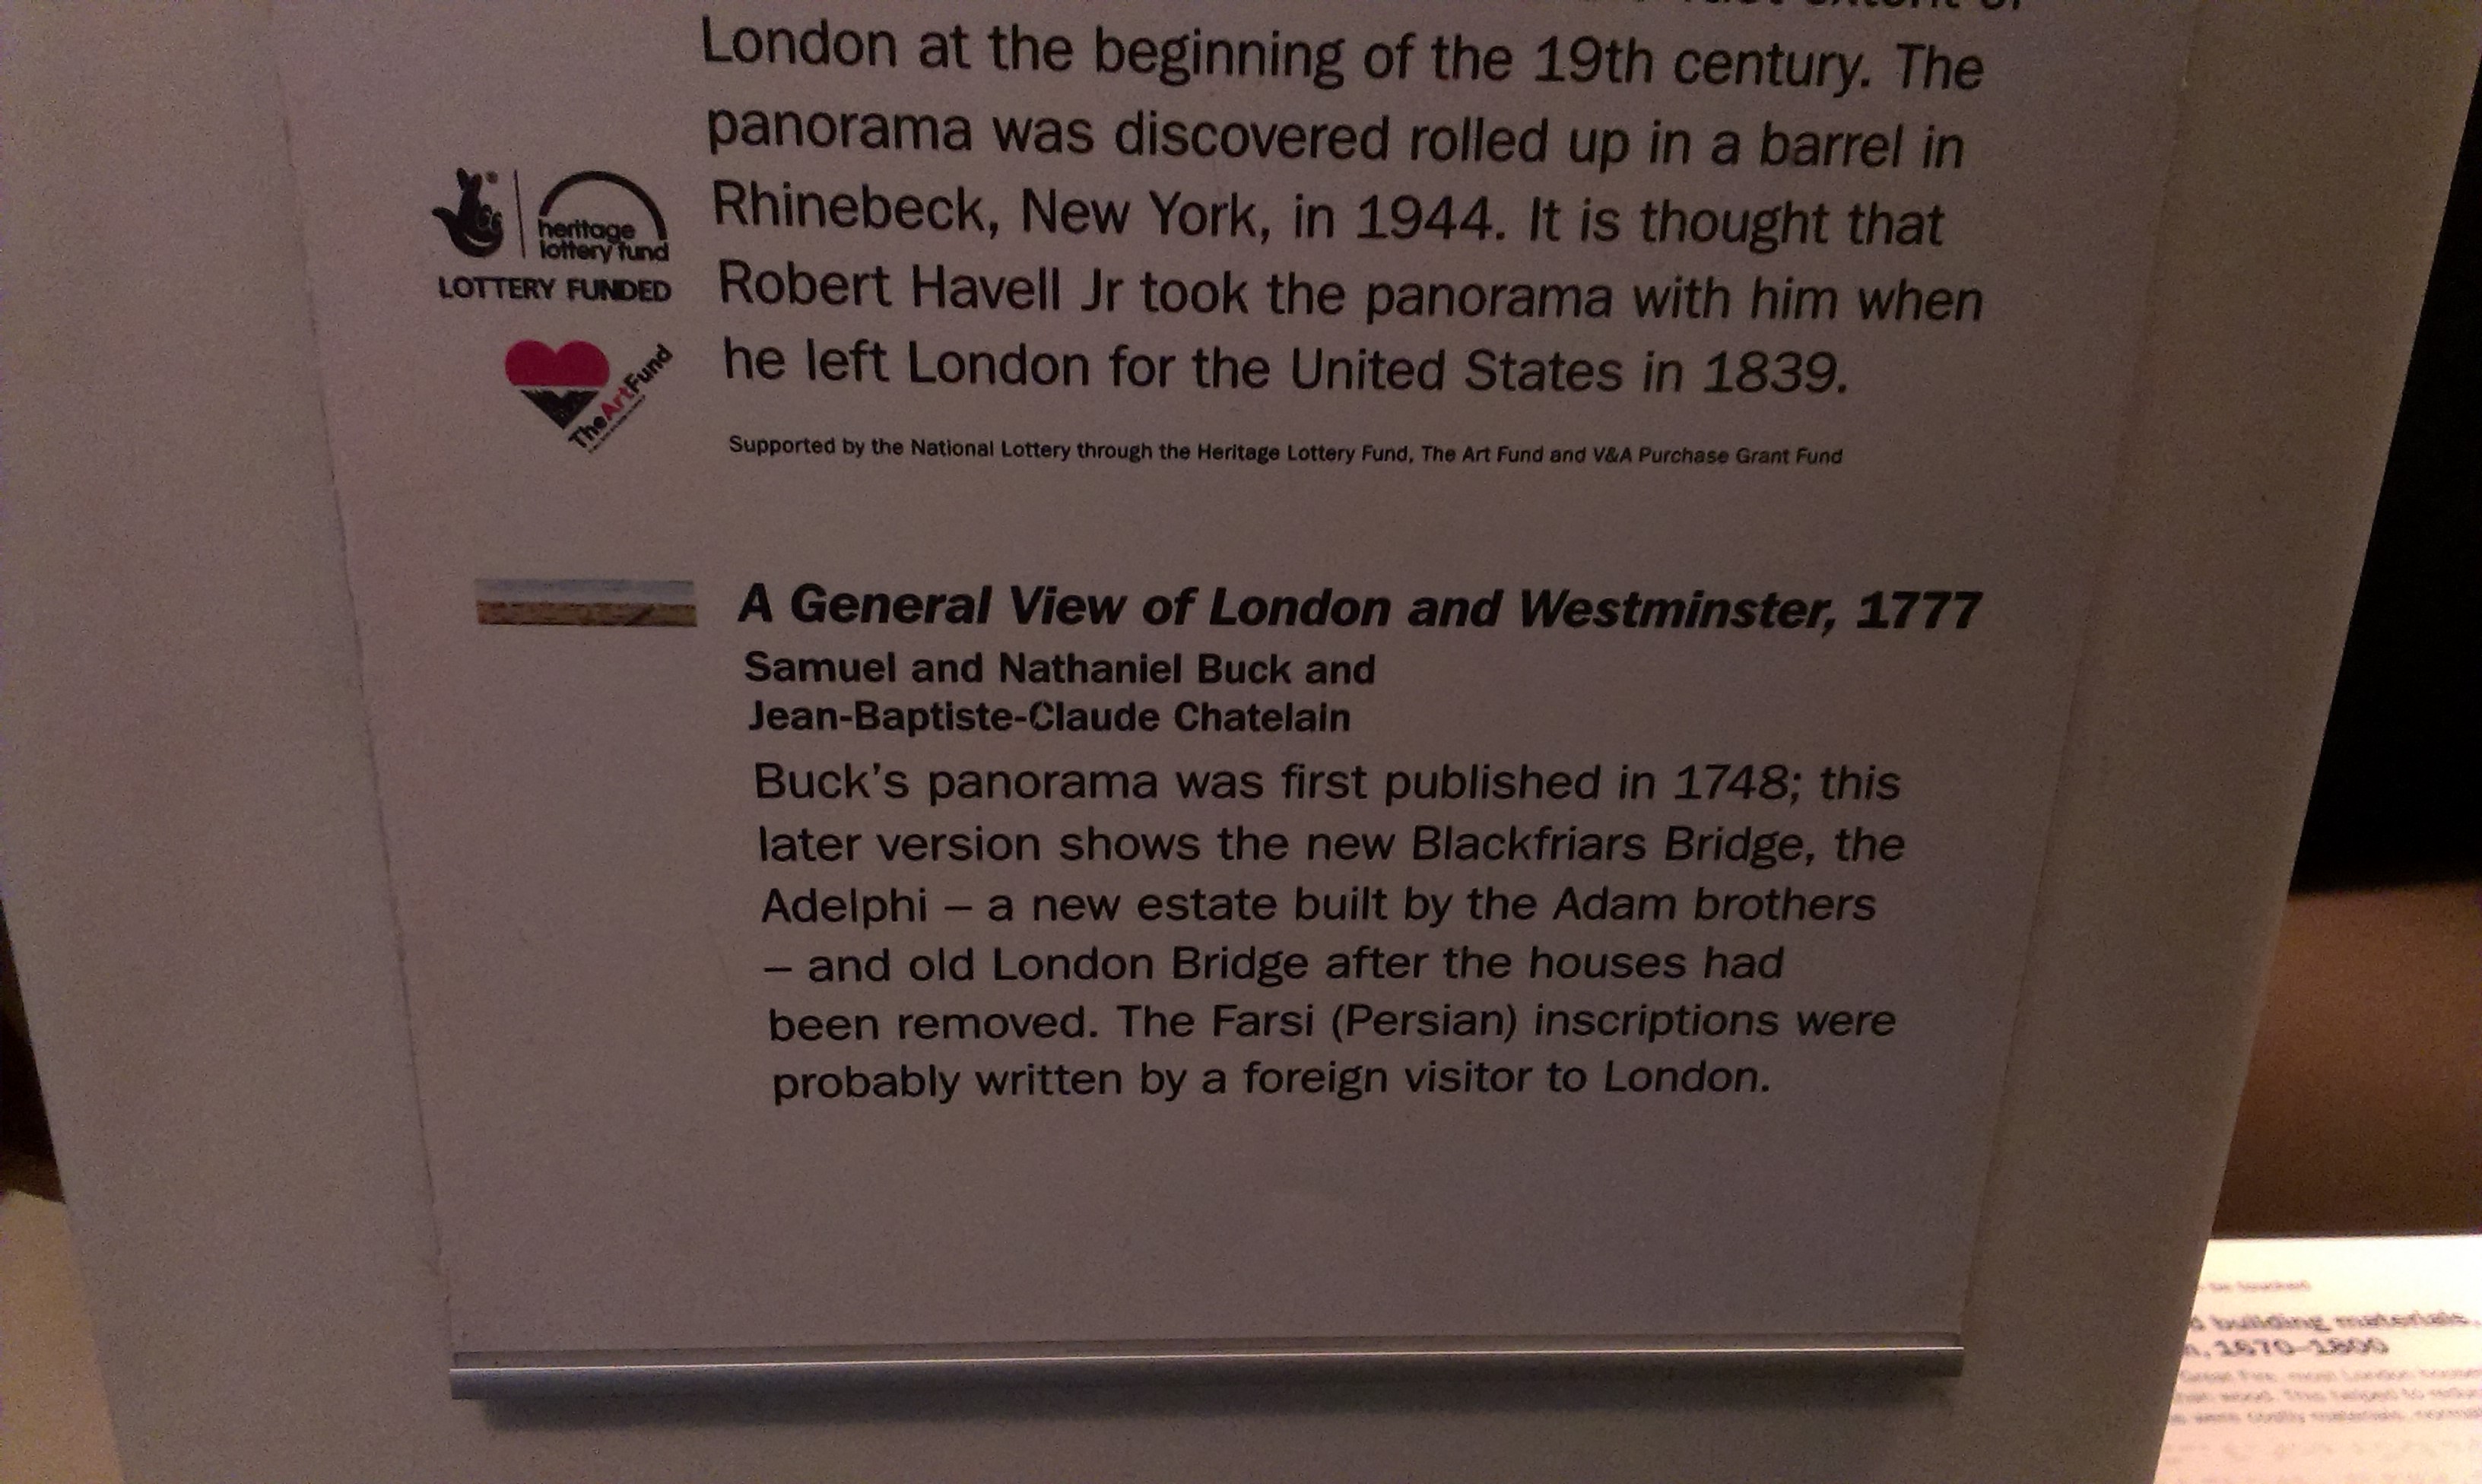 extent of
London at the beginning of the 19th century. The
panorama was discovered rolled up in a barrel in
Rhinebeck, New York, in 1944. It is thought that
Robert Havell Jr took the panorama with him when
he left London for the United States in 1839.
heritage
lottery fund
LOTTERY FUNDED
TheArtFund
Supported by the National Lottery through the Heritage Lottery Fund, The Art Fund and V&A Purchase Grant Fund
A General View of London and Westminster, 1777
Samuel and Nathaniel Buck and
Jean-Baptiste-Claude Chatelain
Buck's panorama was first published in 1748; this
later version shows the new Blackfriars Bridge, the
Adelphi – a new estate built by the Adam brothers
– and old London Bridge after the houses had
been removed. The Farsi (Persian) inscriptions were
probably written by a foreign visitor to London.
building materials,
1670–1800